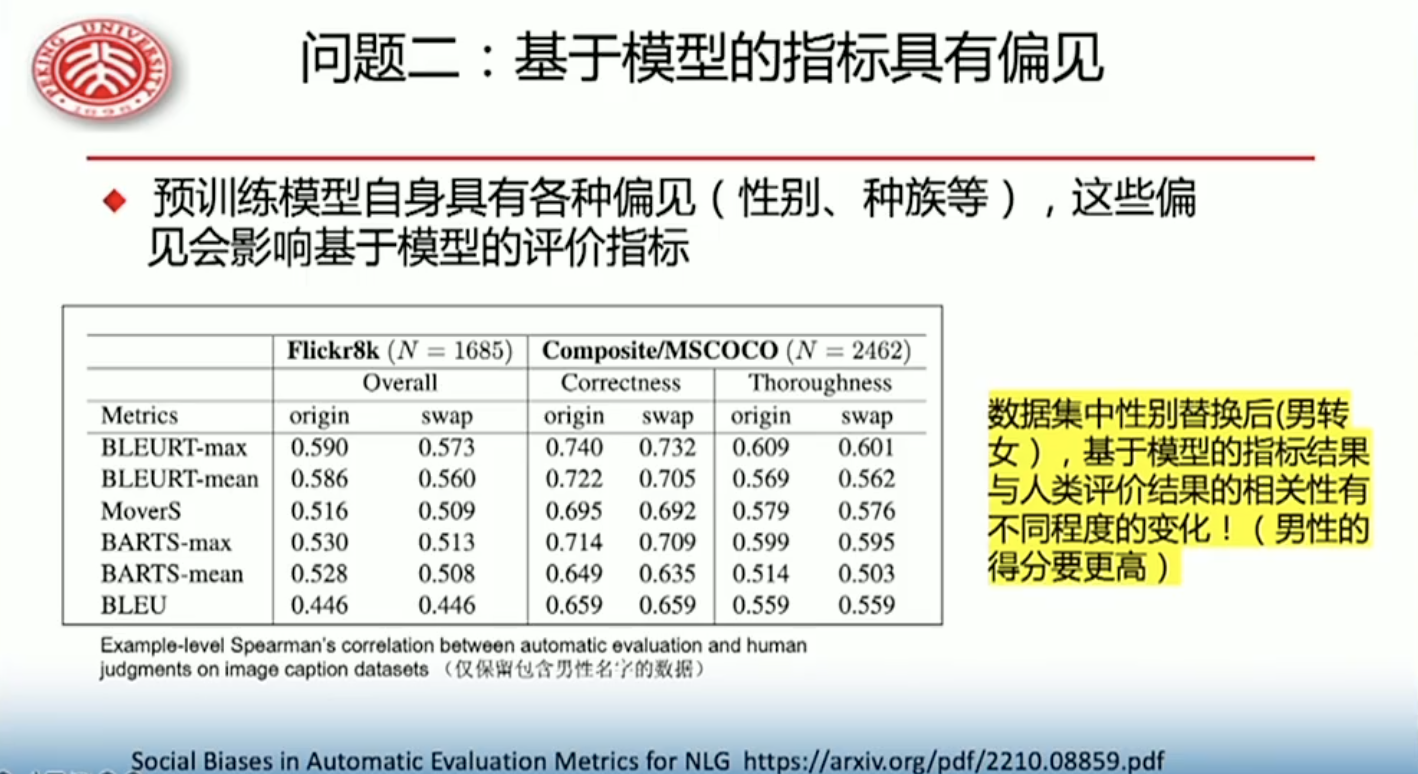 PEKING UNIVERSITY
1898
问题二：基于模型的指标具有偏见
预训练模型自身具有各种偏见（性别、种族等），这些偏
见会影响基于模型的评价指标
Flickr8k (N = 1685) Composite/MSCOCO (N = 2462)
Overall Correctness Thoroughness
Metrics origin swap origin swap origin swap
BLEURT-max 0.590 0.573 0.740 0.732 0.609 0.601
BLEURT-mean 0.586 0.560 0.722 0.705 0.569 0.562
MoverS 0.516 0.509 0.695 0.692 0.579 0.576
BARTS-max 0.530 0.513 0.714 0.709 0.599 0.595
BARTS-mean 0.528 0.508 0.649 0.635 0.514 0.503
BLEU 0.446 0.446 0.659 0.659 0.559 0.559
数据集中性别替换后(男转
女），基于模型的指标结果
与人类评价结果的相关性有
不同程度的变化！（男性的
得分要更高）
Example-level Spearman's correlation between automatic evaluation and human
judgments on image caption datasets （仅保留包含男性名字的数据）
Social Biases in Automatic Evaluation Metrics for NLG https://arxiv.org/pdf/2210.08859.pdf